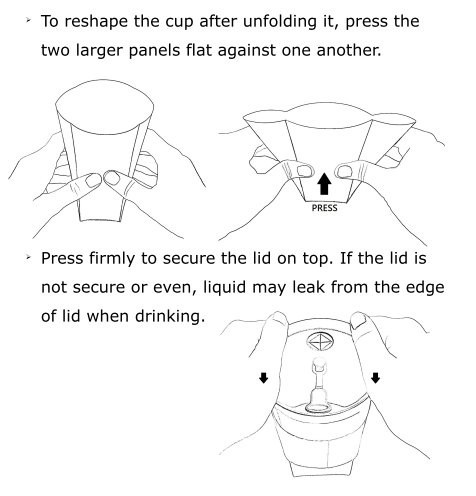 ➢ To reshape the cup after unfolding it, press the
two larger panels flat against one another.
PRESS
➢ Press firmly to secure the lid on top. If the lid is
not secure or even, liquid may leak from the edge
of lid when drinking.